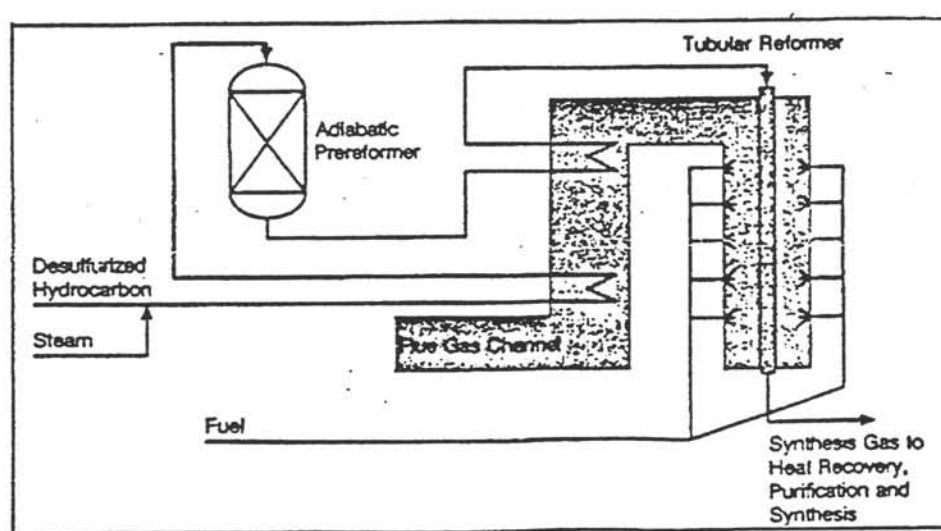 Tubular Reformer
Adiabatic
Prereformer
Desulfurized
Hydrocarbon
Steam
Flue Gas Channel
Fuel
Synthesis Gas to
Heat Recovery,
Purification and
Synthesis